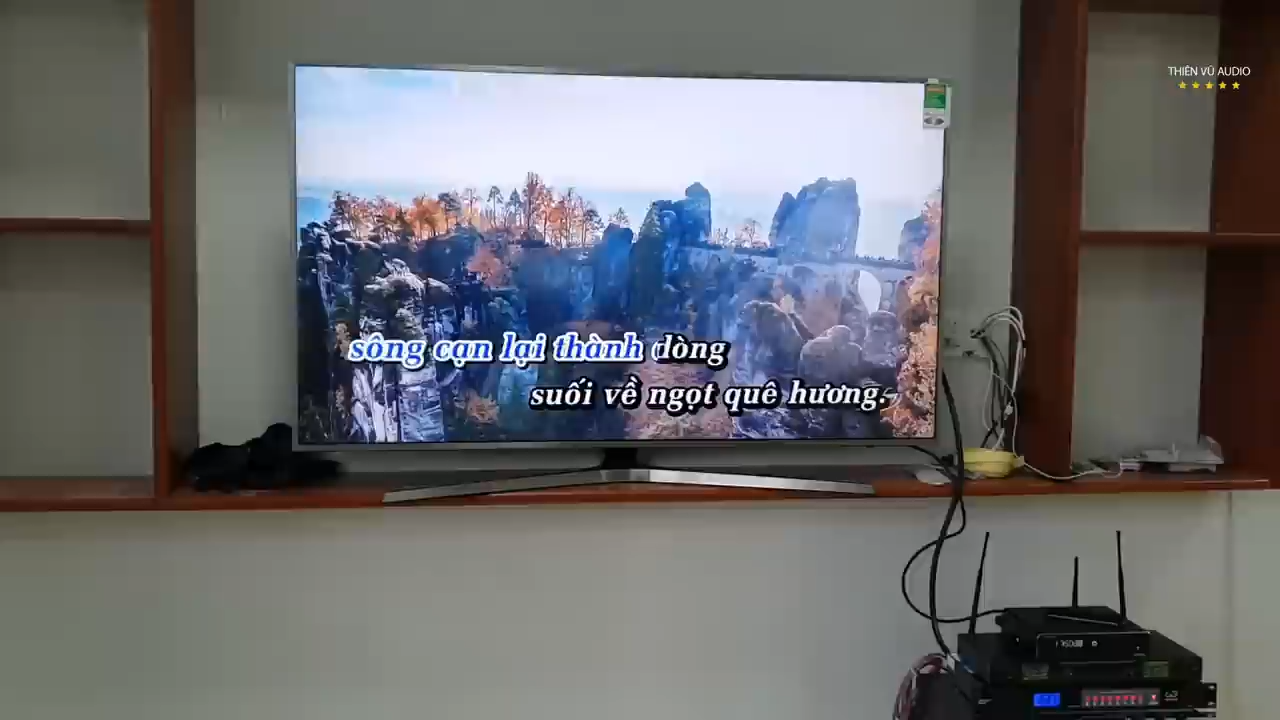 THIÊN VŨ AUDIO
sông cạn lại thành dòng
suối về ngọt quê hương.